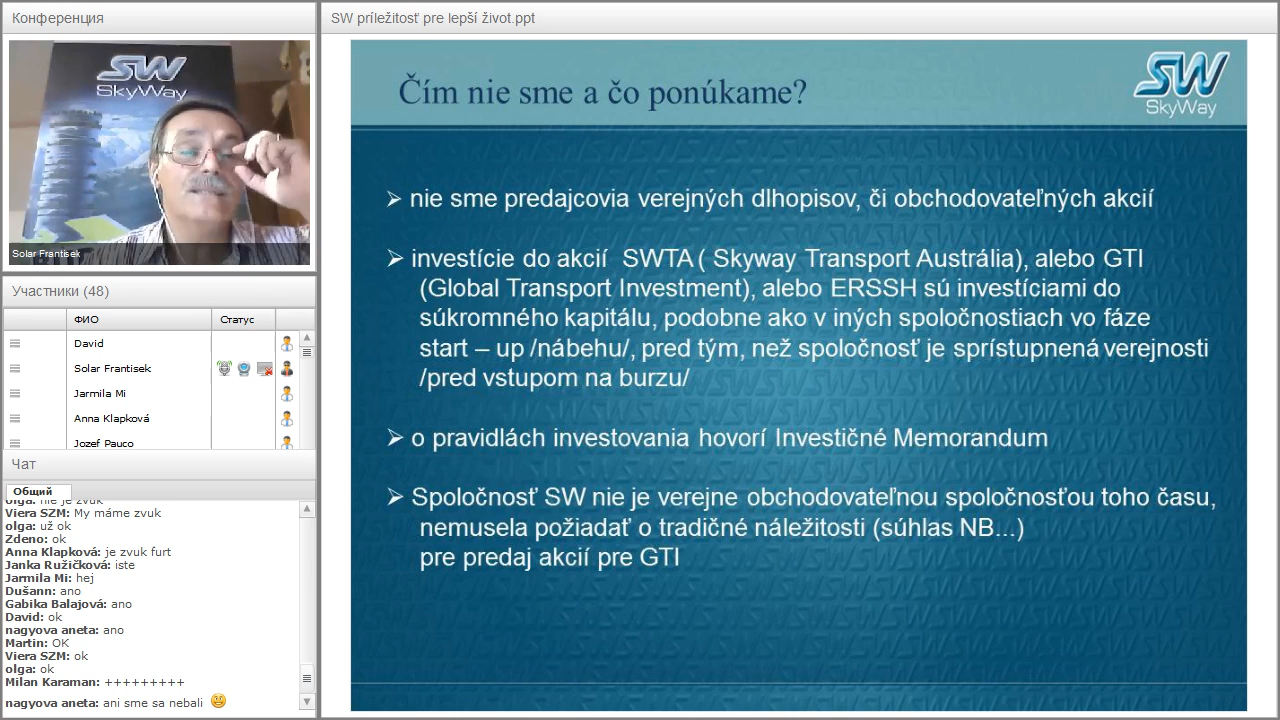 Конференция
SW
SkyWay
Solar Frantisek
Участники (48)
ФИО
Статус
David
Solar Frantisek
Jarmila Mi
Anna Klapková
Jozef Pauco
Чат
Общий
olga: nie je zvuk
Viera SZM: My máme zvuk
olga: už ok
Zdeno: ok
Anna Klapková: je zvuk furt
Janka Ružičková: iste
Jarmila Mi: hej
Dušann: ano
Gabika Balajová: ano
David: ok
nagyova aneta: ano
Martin: OK
Viera SZM: ok
olga: ok
Milan Karaman: +++++++++
nagyova aneta: ani sme sa nebali
SW príležitosť pre lepší život.ppt
Čím nie sme a čo ponúkame?
SW
SkyWay
nie sme predajcovia verejných dlhopisov, či obchodovateľných akcií
investície do akcií SWTA ( Skyway Transport Austrália), alebo GTI
(Global Transport Investment), alebo ERSSH sú investíciami do
súkromného kapitálu, podobne ako v iných spoločnostiach vo fáze
start – up /nábehu/, pred tým, než spoločnosť je sprístupnená verejnosti
/pred vstupom na burzu/
o pravidlách investovania hovorí Investičné Memorandum
Spoločnosť SW nie je verejne obchodovateľnou spoločnosťou toho času,
nemusela požiadať o tradičné náležitosti (súhlas NB...)
pre predaj akcií pre GTI